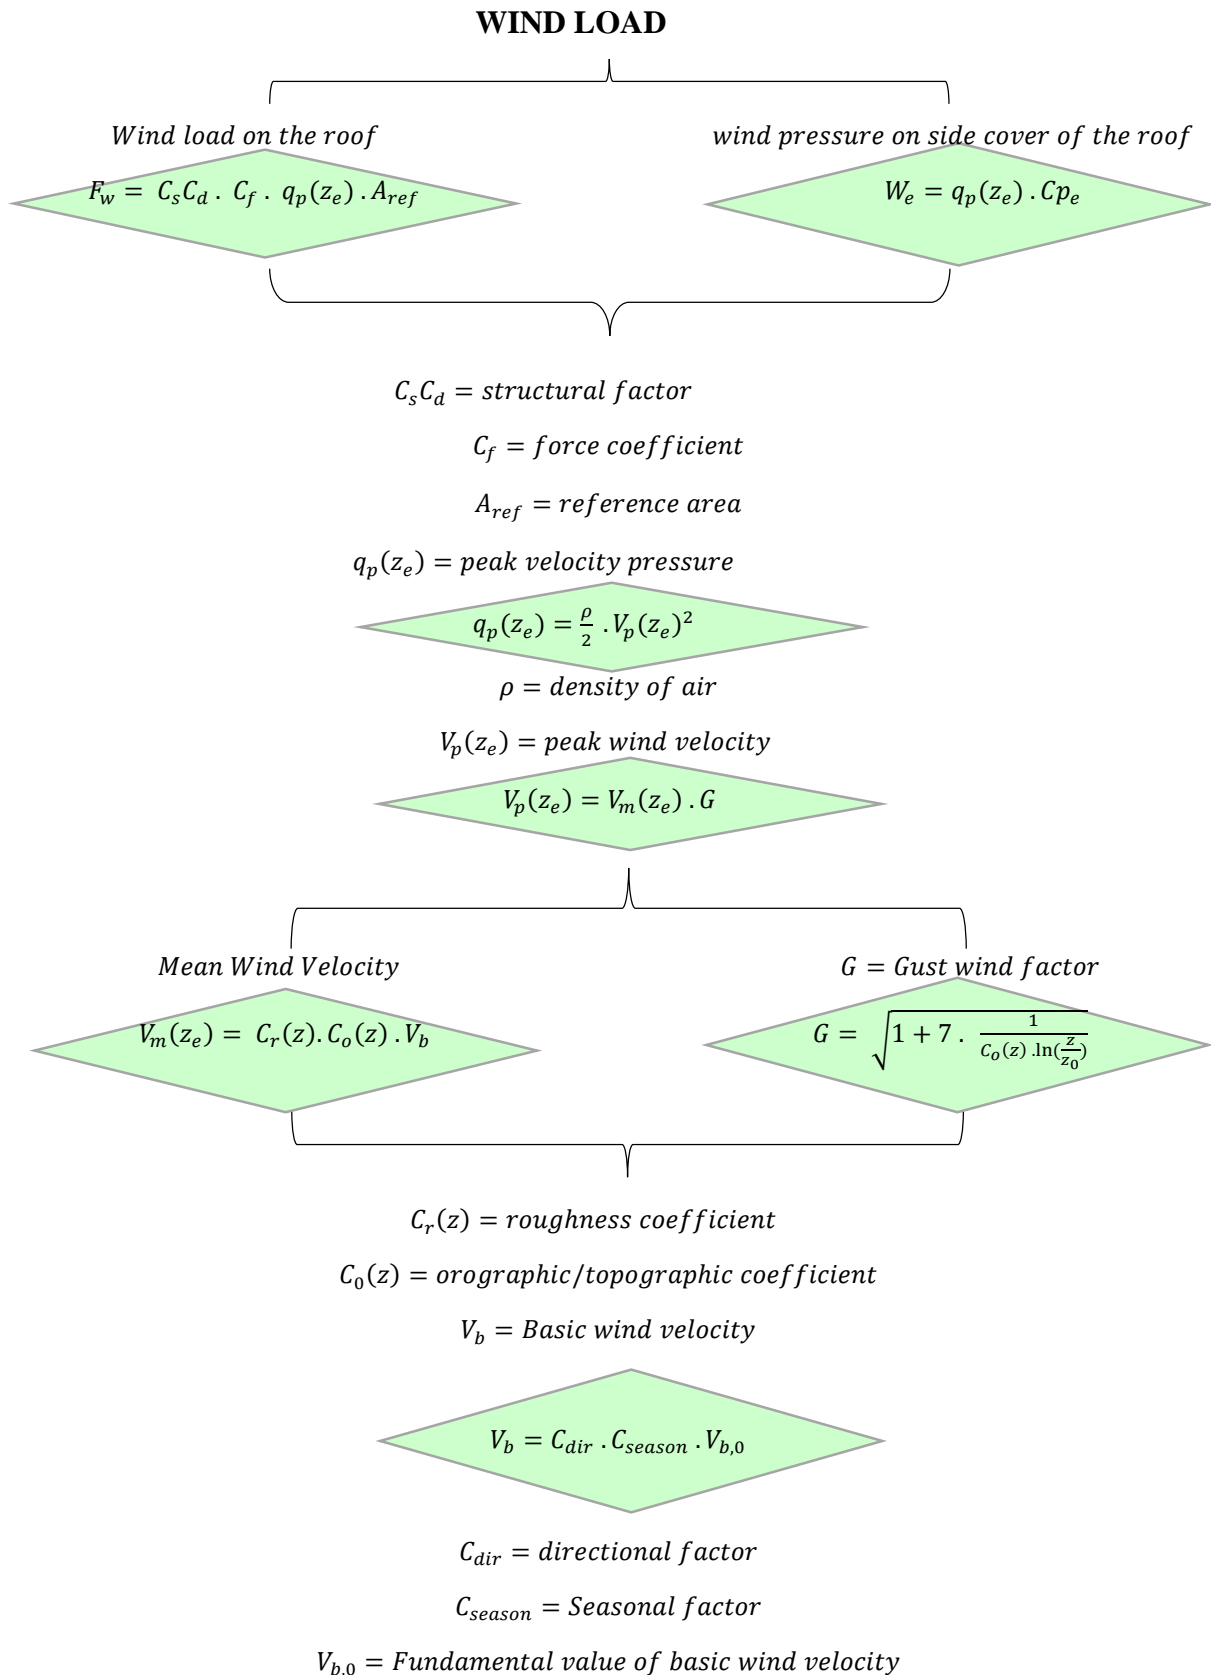 WIND LOAD
Wind load on the roof
wind pressure on side cover of the roof
F_w = C_sC_d . C_f . q_p(z_e) . A_ref
W_e = q_p(z_e) . Cp_e
C_sC_d = structural factor
C_f = force coefficient
A_ref = reference area
q_p(z_e) = peak velocity pressure
q_p(z_e) = ρ/2 . V_p(z_e)²
ρ = density of air
V_p(z_e) = peak wind velocity
V_p(z_e) = V_m(z_e) . G
Mean Wind Velocity
G = Gust wind factor
V_m(z_e) = C_r(z). C_o(z) . V_b
G = √(1 + 7 . 1/(C_o(z) .ln(z/z_0)))
C_r(z) = roughness coefficient
C_0(z) = orographic/topographic coefficient
V_b = Basic wind velocity
V_b = C_dir . C_season . V_b,0
C_dir = directional factor
C_season = Seasonal factor
V_b,0 = Fundamental value of basic wind velocity